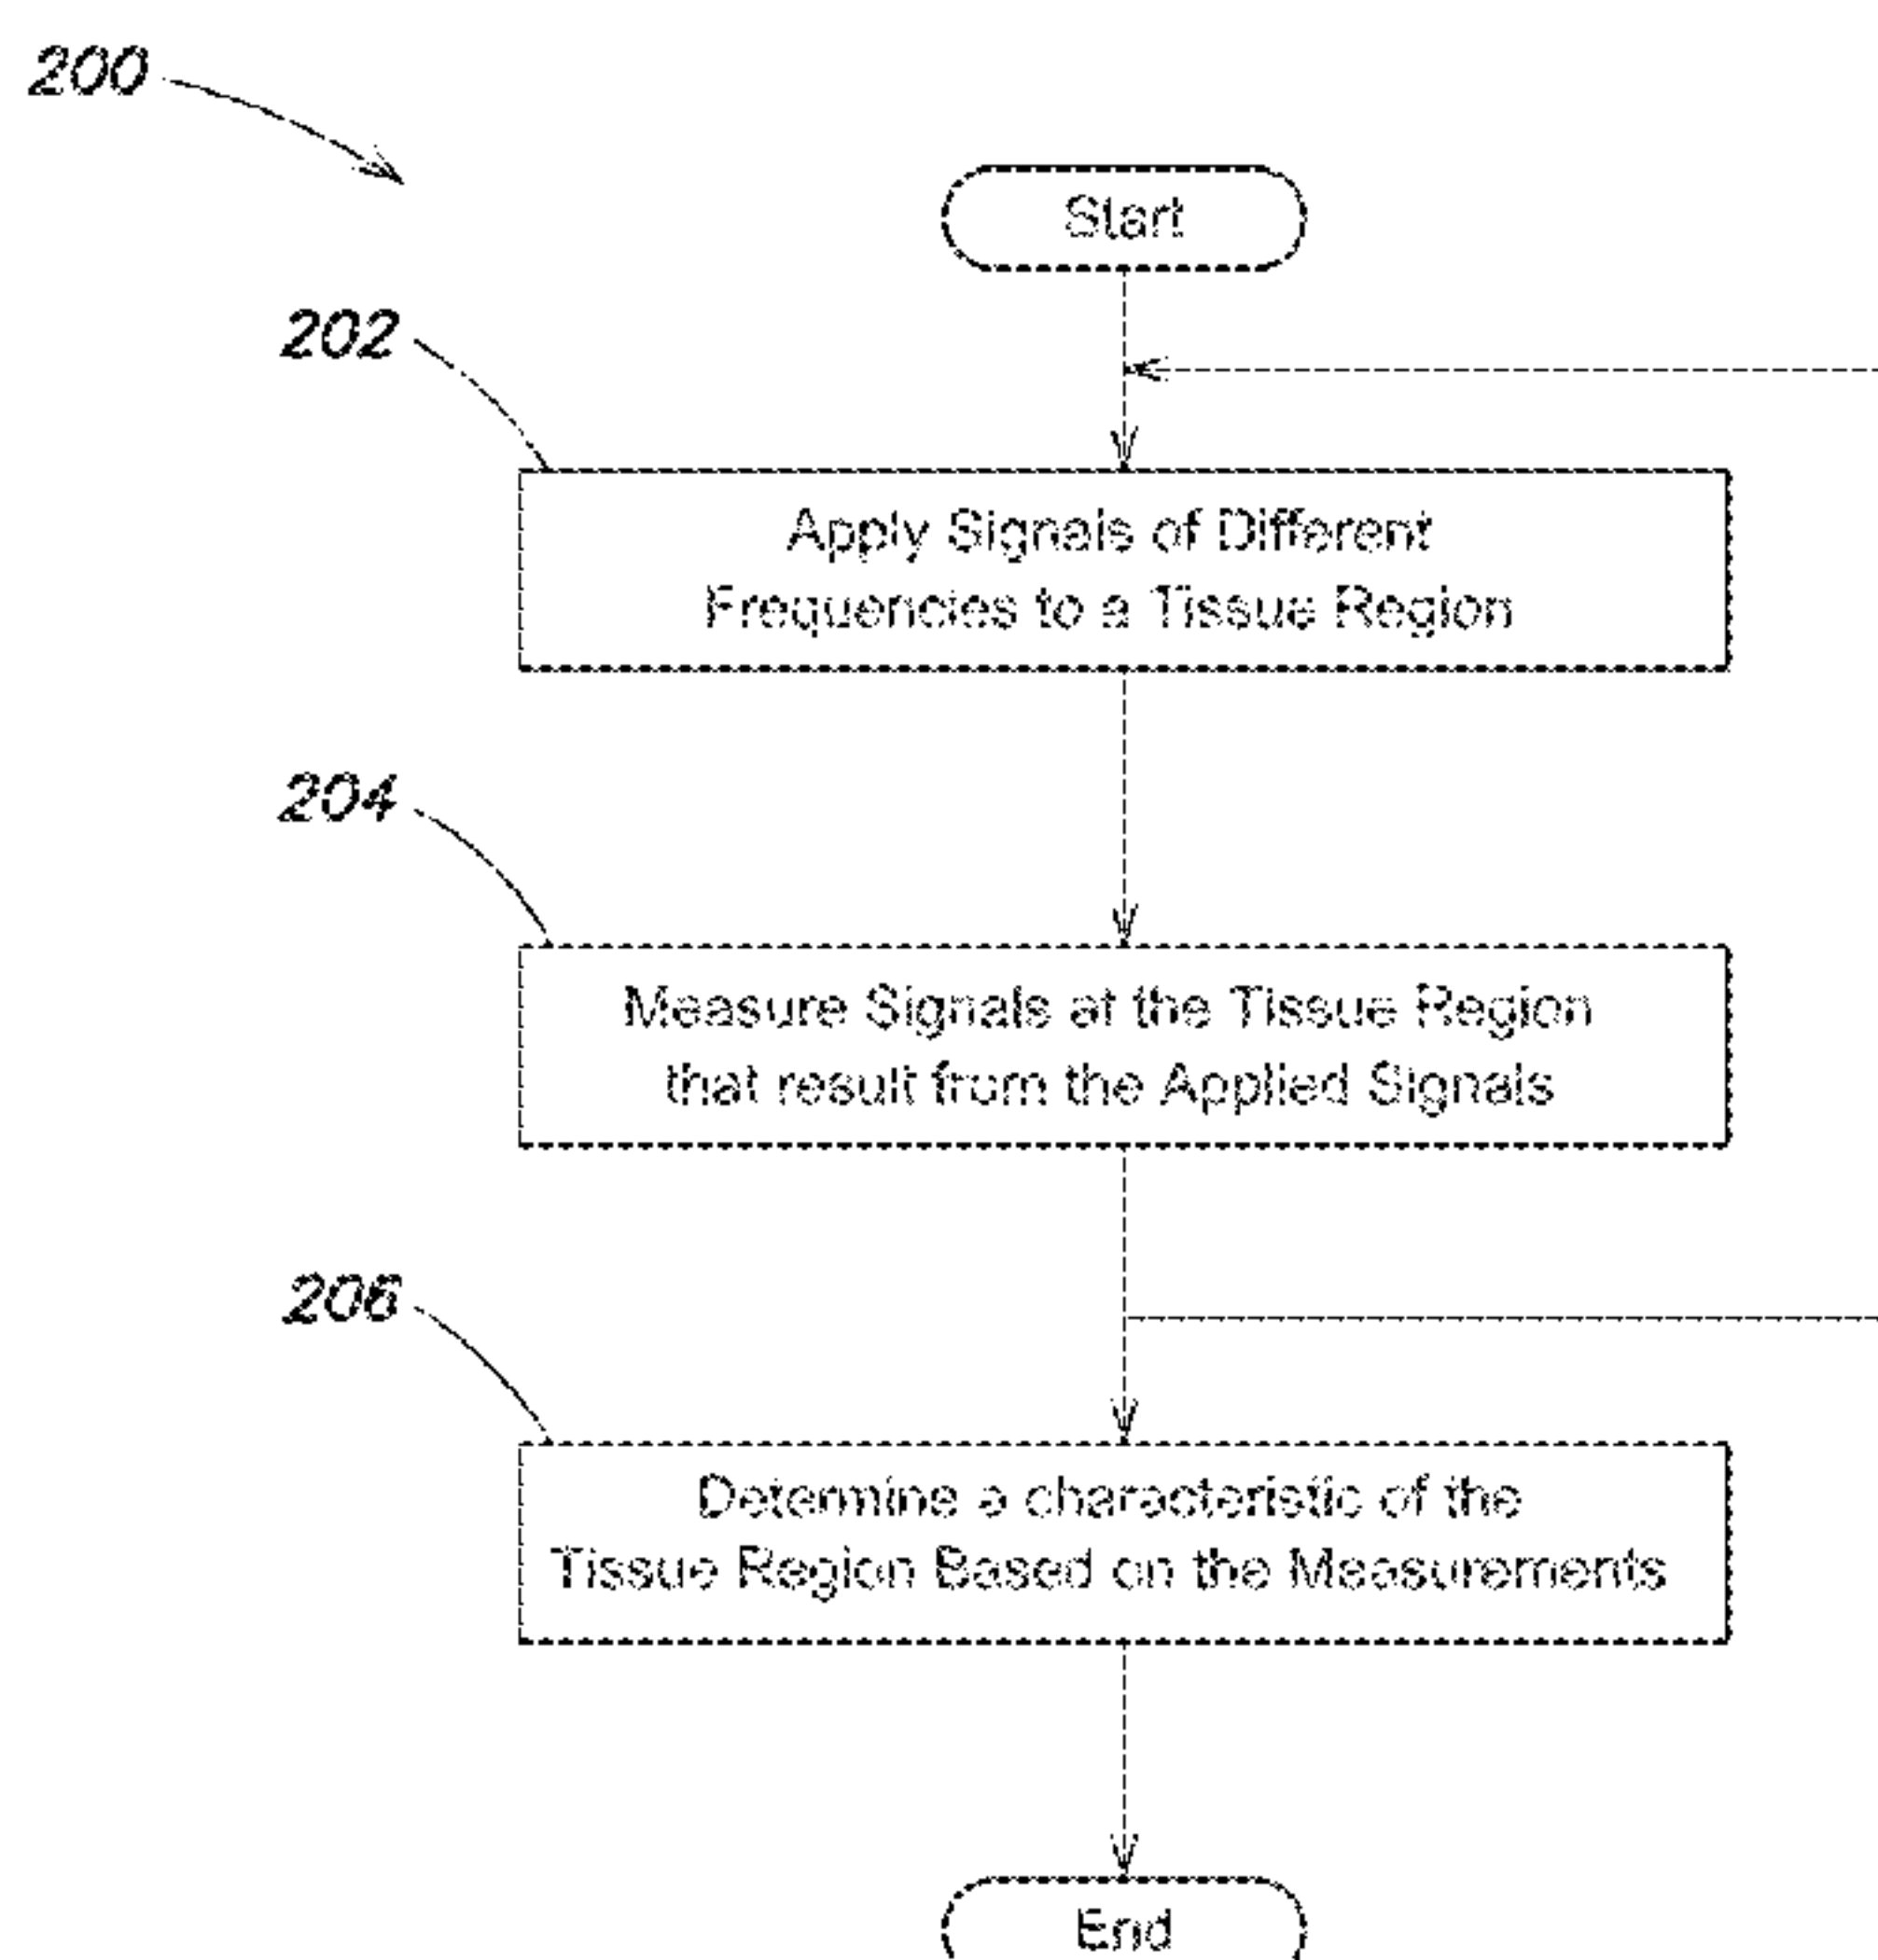 200
Start
202
Apply Signals of Different
Frequencies to a Tissue Region
204
Measure Signals at the Tissue Region
that result from the Applied Signals
206
Determine a characteristic of the
Tissue Region Based on the Measurements
End